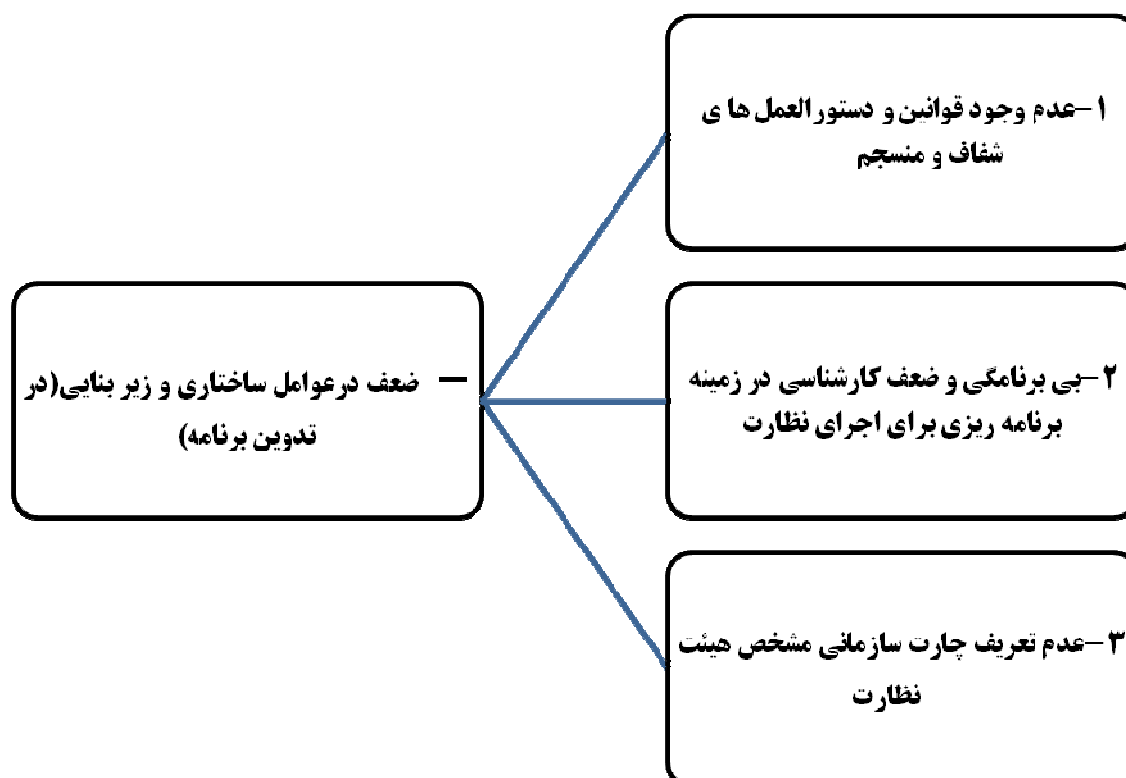 ۱-عدم وجود قوانین و دستورالعمل ها ی
شفاف و منسجم
– ضعف درعوامل ساختاری و زیر بنایی(در
تدوین برنامه)
۲-بی برنامگی و ضعف کارشناسی در زمینه
برنامه ریزی برای اجرای نظارت
۳-عدم تعریف چارت سازمانی مشخص هیئت
نظارت